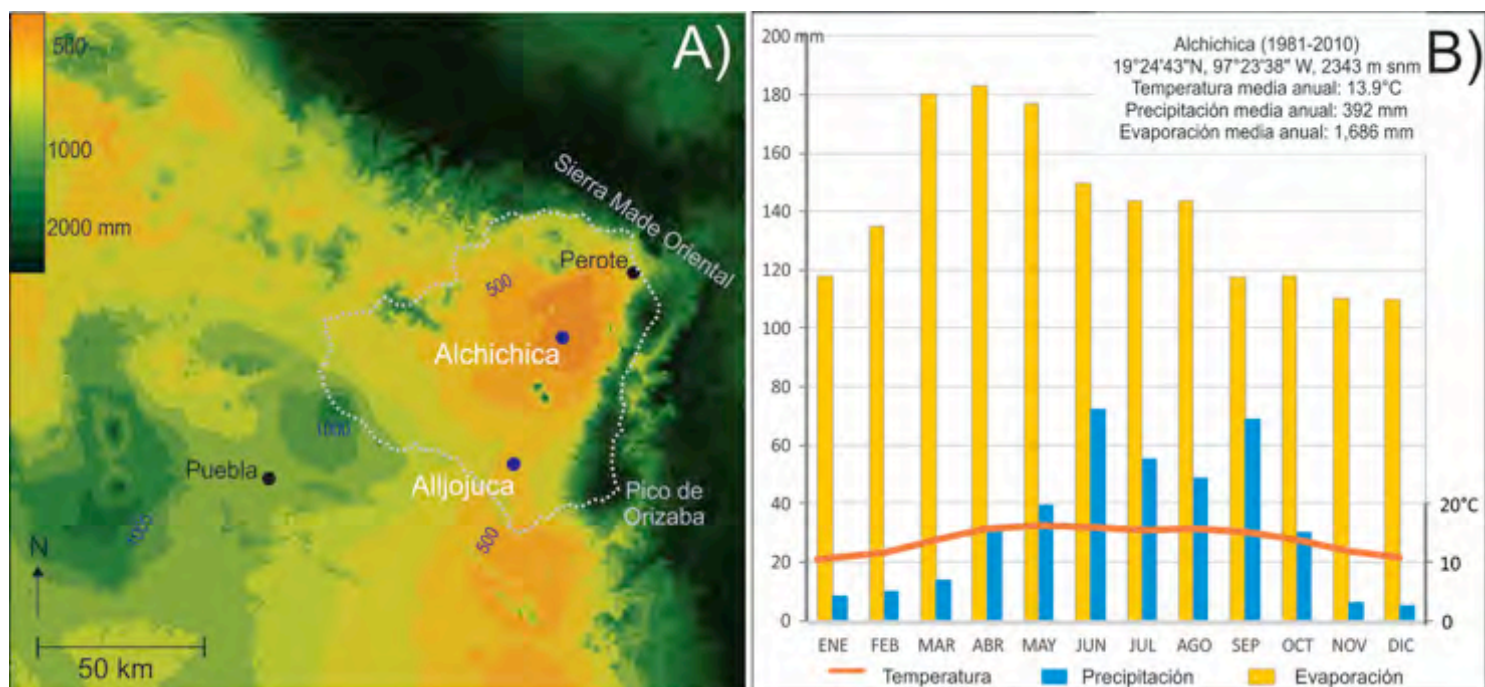 A)
500
1000
2000 mm
Sierra Made Oriental
Perote
500
Alchichica
1000
Puebla
Alljojuca
Pico de
Orizaba
500
1000
N
50 km
B)
Alchichica (1981-2010)
19°24'43"N, 97°23'38" W, 2343 m snm
Temperatura media anual: 13.9°C
Precipitación media anual: 392 mm
Evaporación media anual: 1,686 mm
200 mm
180
160
140
120
100
80
60
40
20
0
20°C
10
0
ENE FEB MAR ABR MAY JUN JUL AGO SEP OCT NOV DIC
Temperatura Precipitación Evaporación